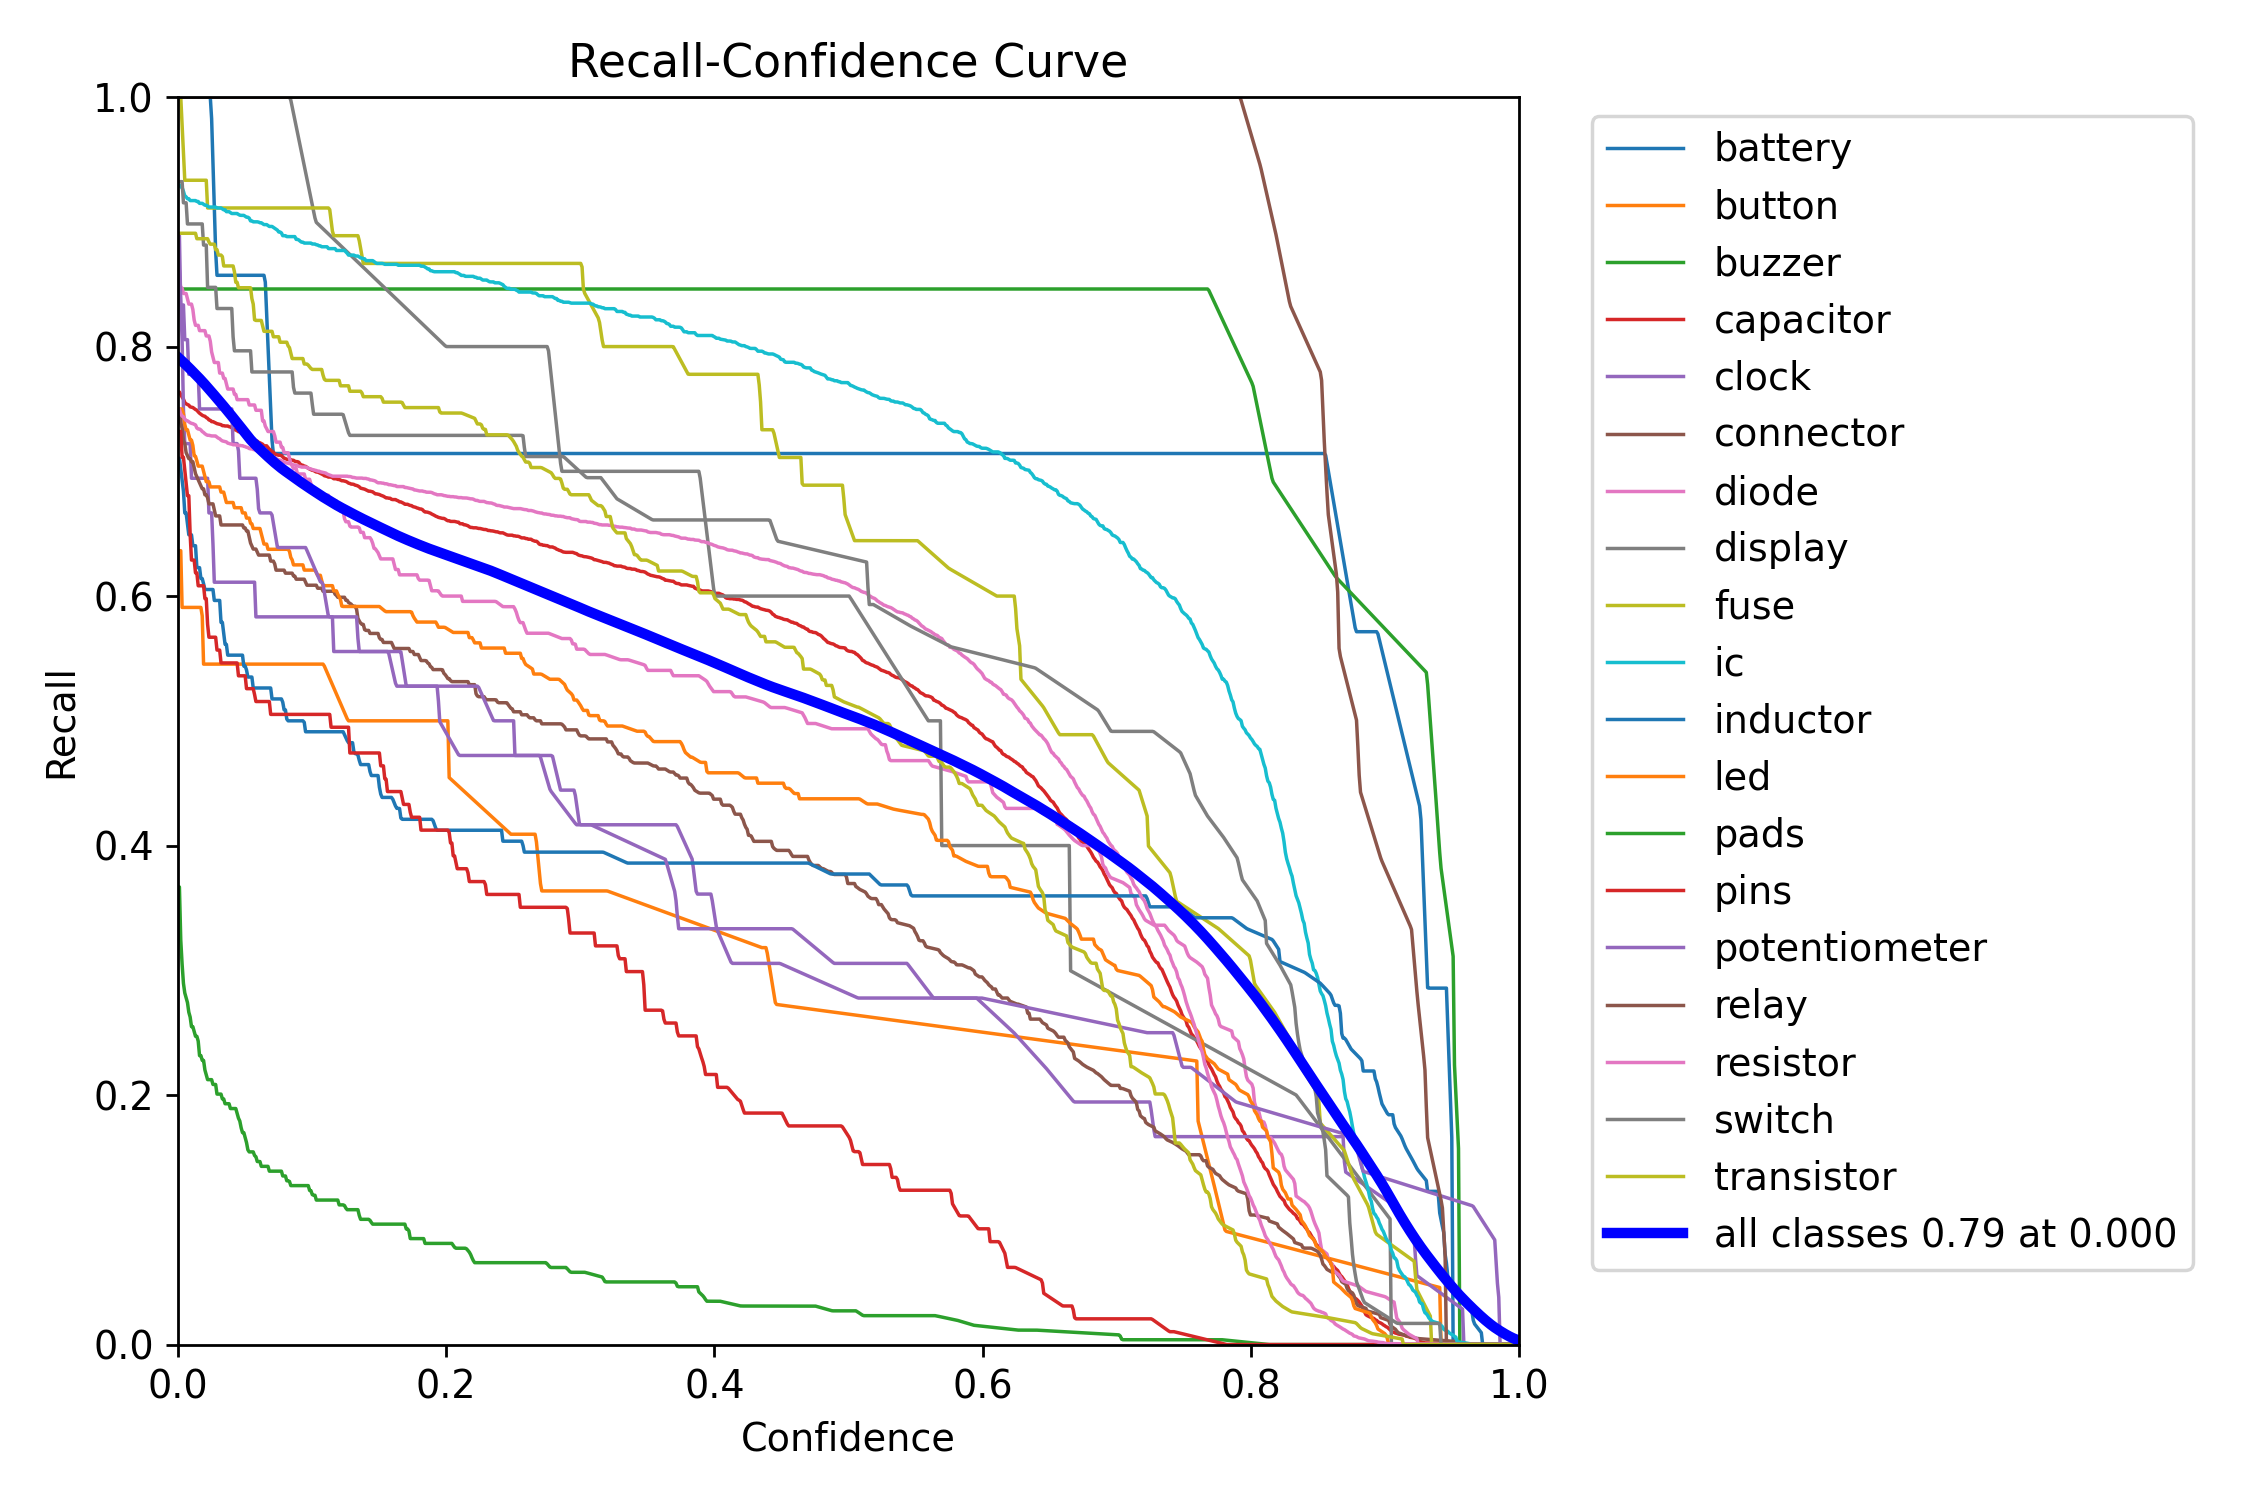 Recall-Confidence Curve
1.0
0.8
0.6
0.4
0.2
0.0
Recall
0.0 0.2 0.4 0.6 0.8 1.0
Confidence
battery
button
buzzer
capacitor
clock
connector
diode
display
fuse
ic
inductor
led
pads
pins
potentiometer
relay
resistor
switch
transistor
all classes 0.79 at 0.000